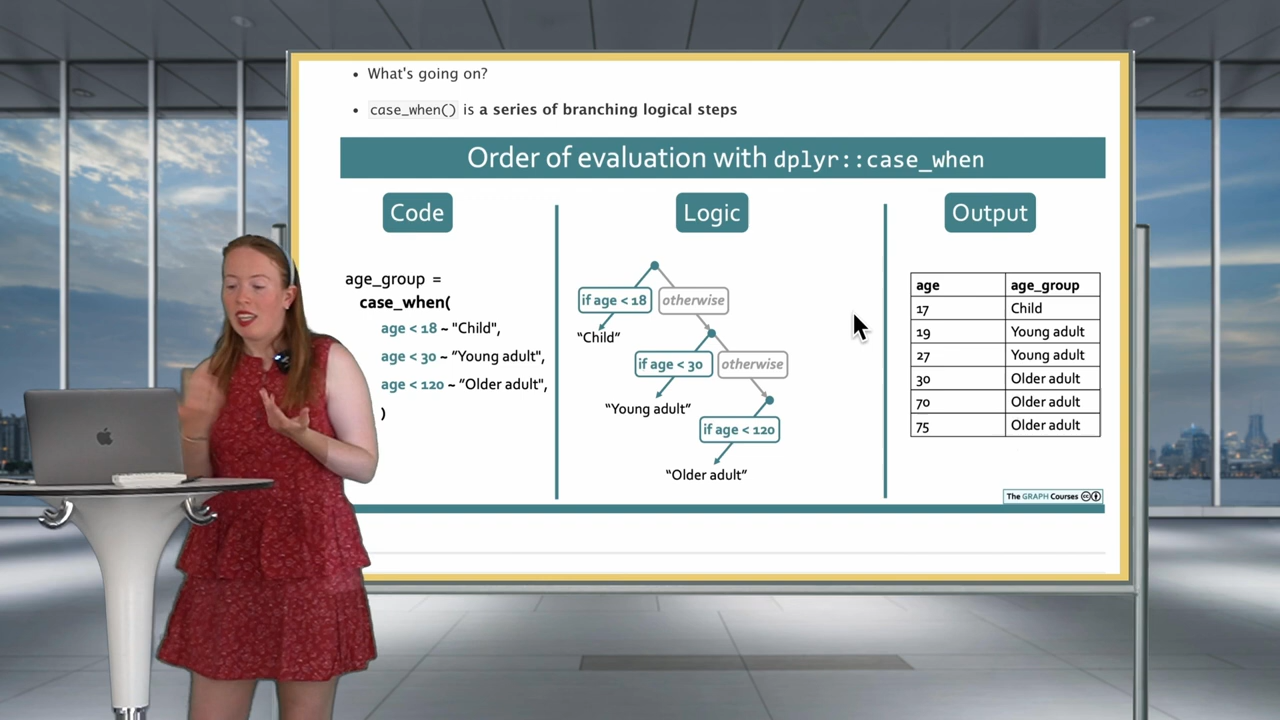 What's going on?
case_when() is a series of branching logical steps
Order of evaluation with dplyr::case_when
Code
Logic
Output
age_group =
case_when(
age < 18 ~ "Child",
age < 30 ~ "Young adult",
age < 120 ~ "Older adult",
)
if age < 18
otherwise
"Child"
if age < 30
otherwise
"Young adult"
if age < 120
"Older adult"
age age_group
17 Child
19 Young adult
27 Young adult
30 Older adult
70 Older adult
75 Older adult
The GRAPH Courses